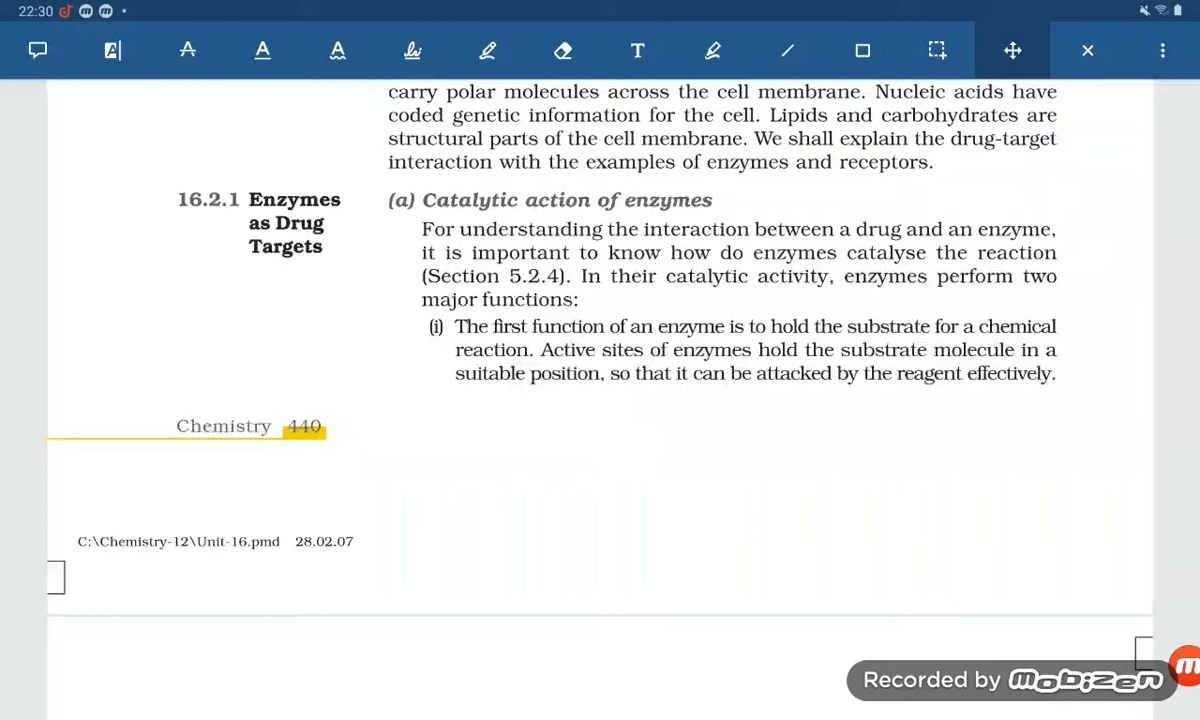 22:30
T
carry polar molecules across the cell membrane. Nucleic acids have
coded genetic information for the cell. Lipids and carbohydrates are
structural parts of the cell membrane. We shall explain the drug-target
interaction with the examples of enzymes and receptors.
16.2.1 Enzymes
as Drug
Targets
(a) Catalytic action of enzymes
For understanding the interaction between a drug and an enzyme,
it is important to know how do enzymes catalyse the reaction
(Section 5.2.4). In their catalytic activity, enzymes perform two
major functions:
(i) The first function of an enzyme is to hold the substrate for a chemical
reaction. Active sites of enzymes hold the substrate molecule in a
suitable position, so that it can be attacked by the reagent effectively.
Chemistry 440
C:\Chemistry-12\Unit-16.pmd 28.02.07
Recorded by mobizen